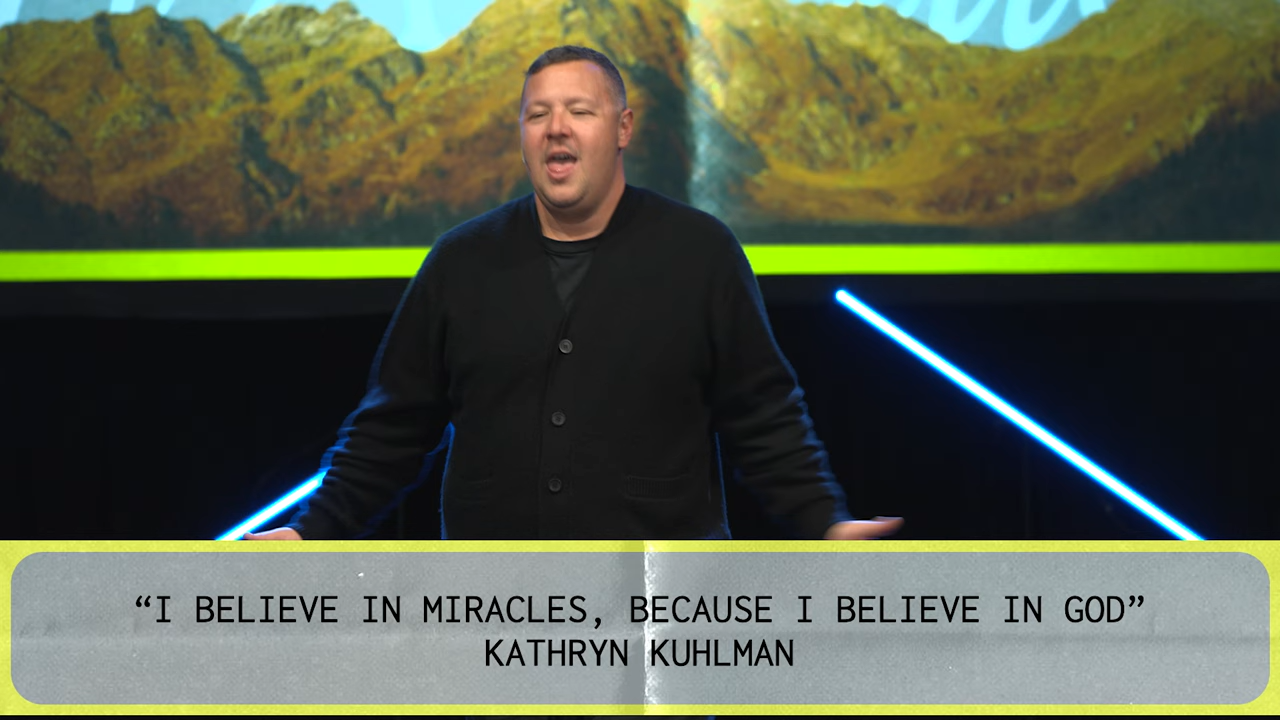 “I BELIEVE IN MIRACLES, BECAUSE I BELIEVE IN GOD”
KATHRYN KUHLMAN